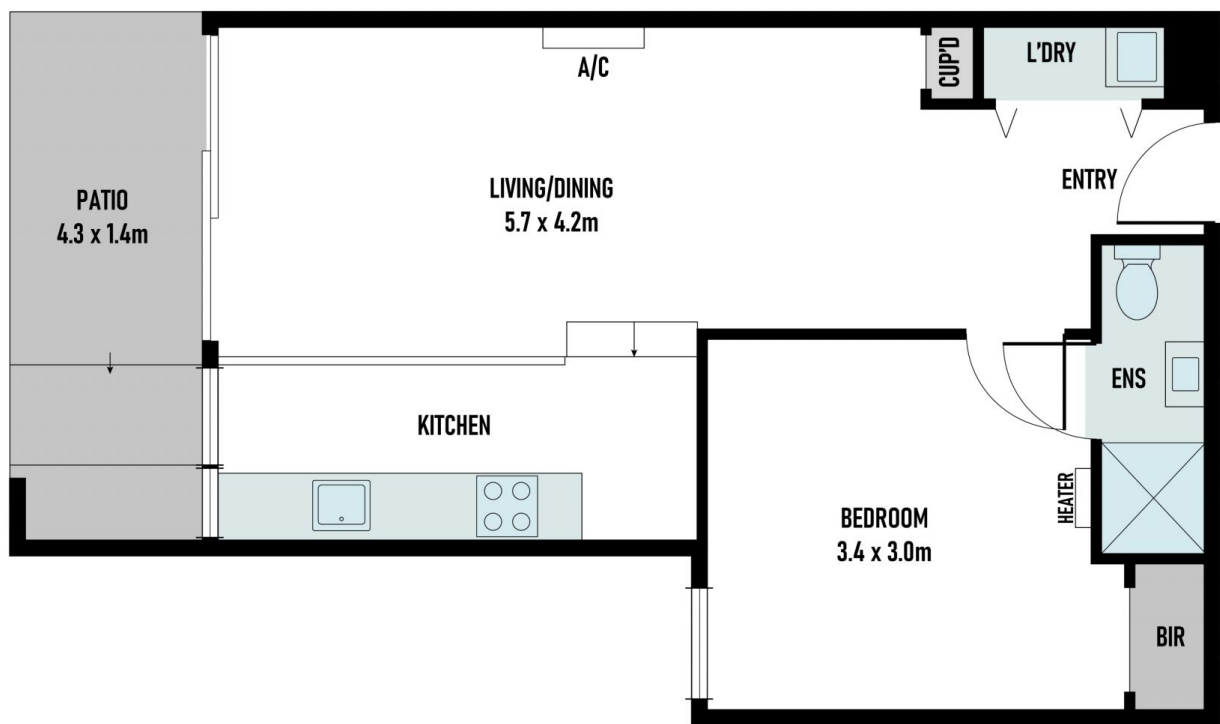 A/C
CUP'D
L'DRY
ENTRY
PATIO
4.3 x 1.4m
LIVING/DINING
5.7 x 4.2m
ENS
KITCHEN
HEATER
BEDROOM
3.4 x 3.0m
BIR